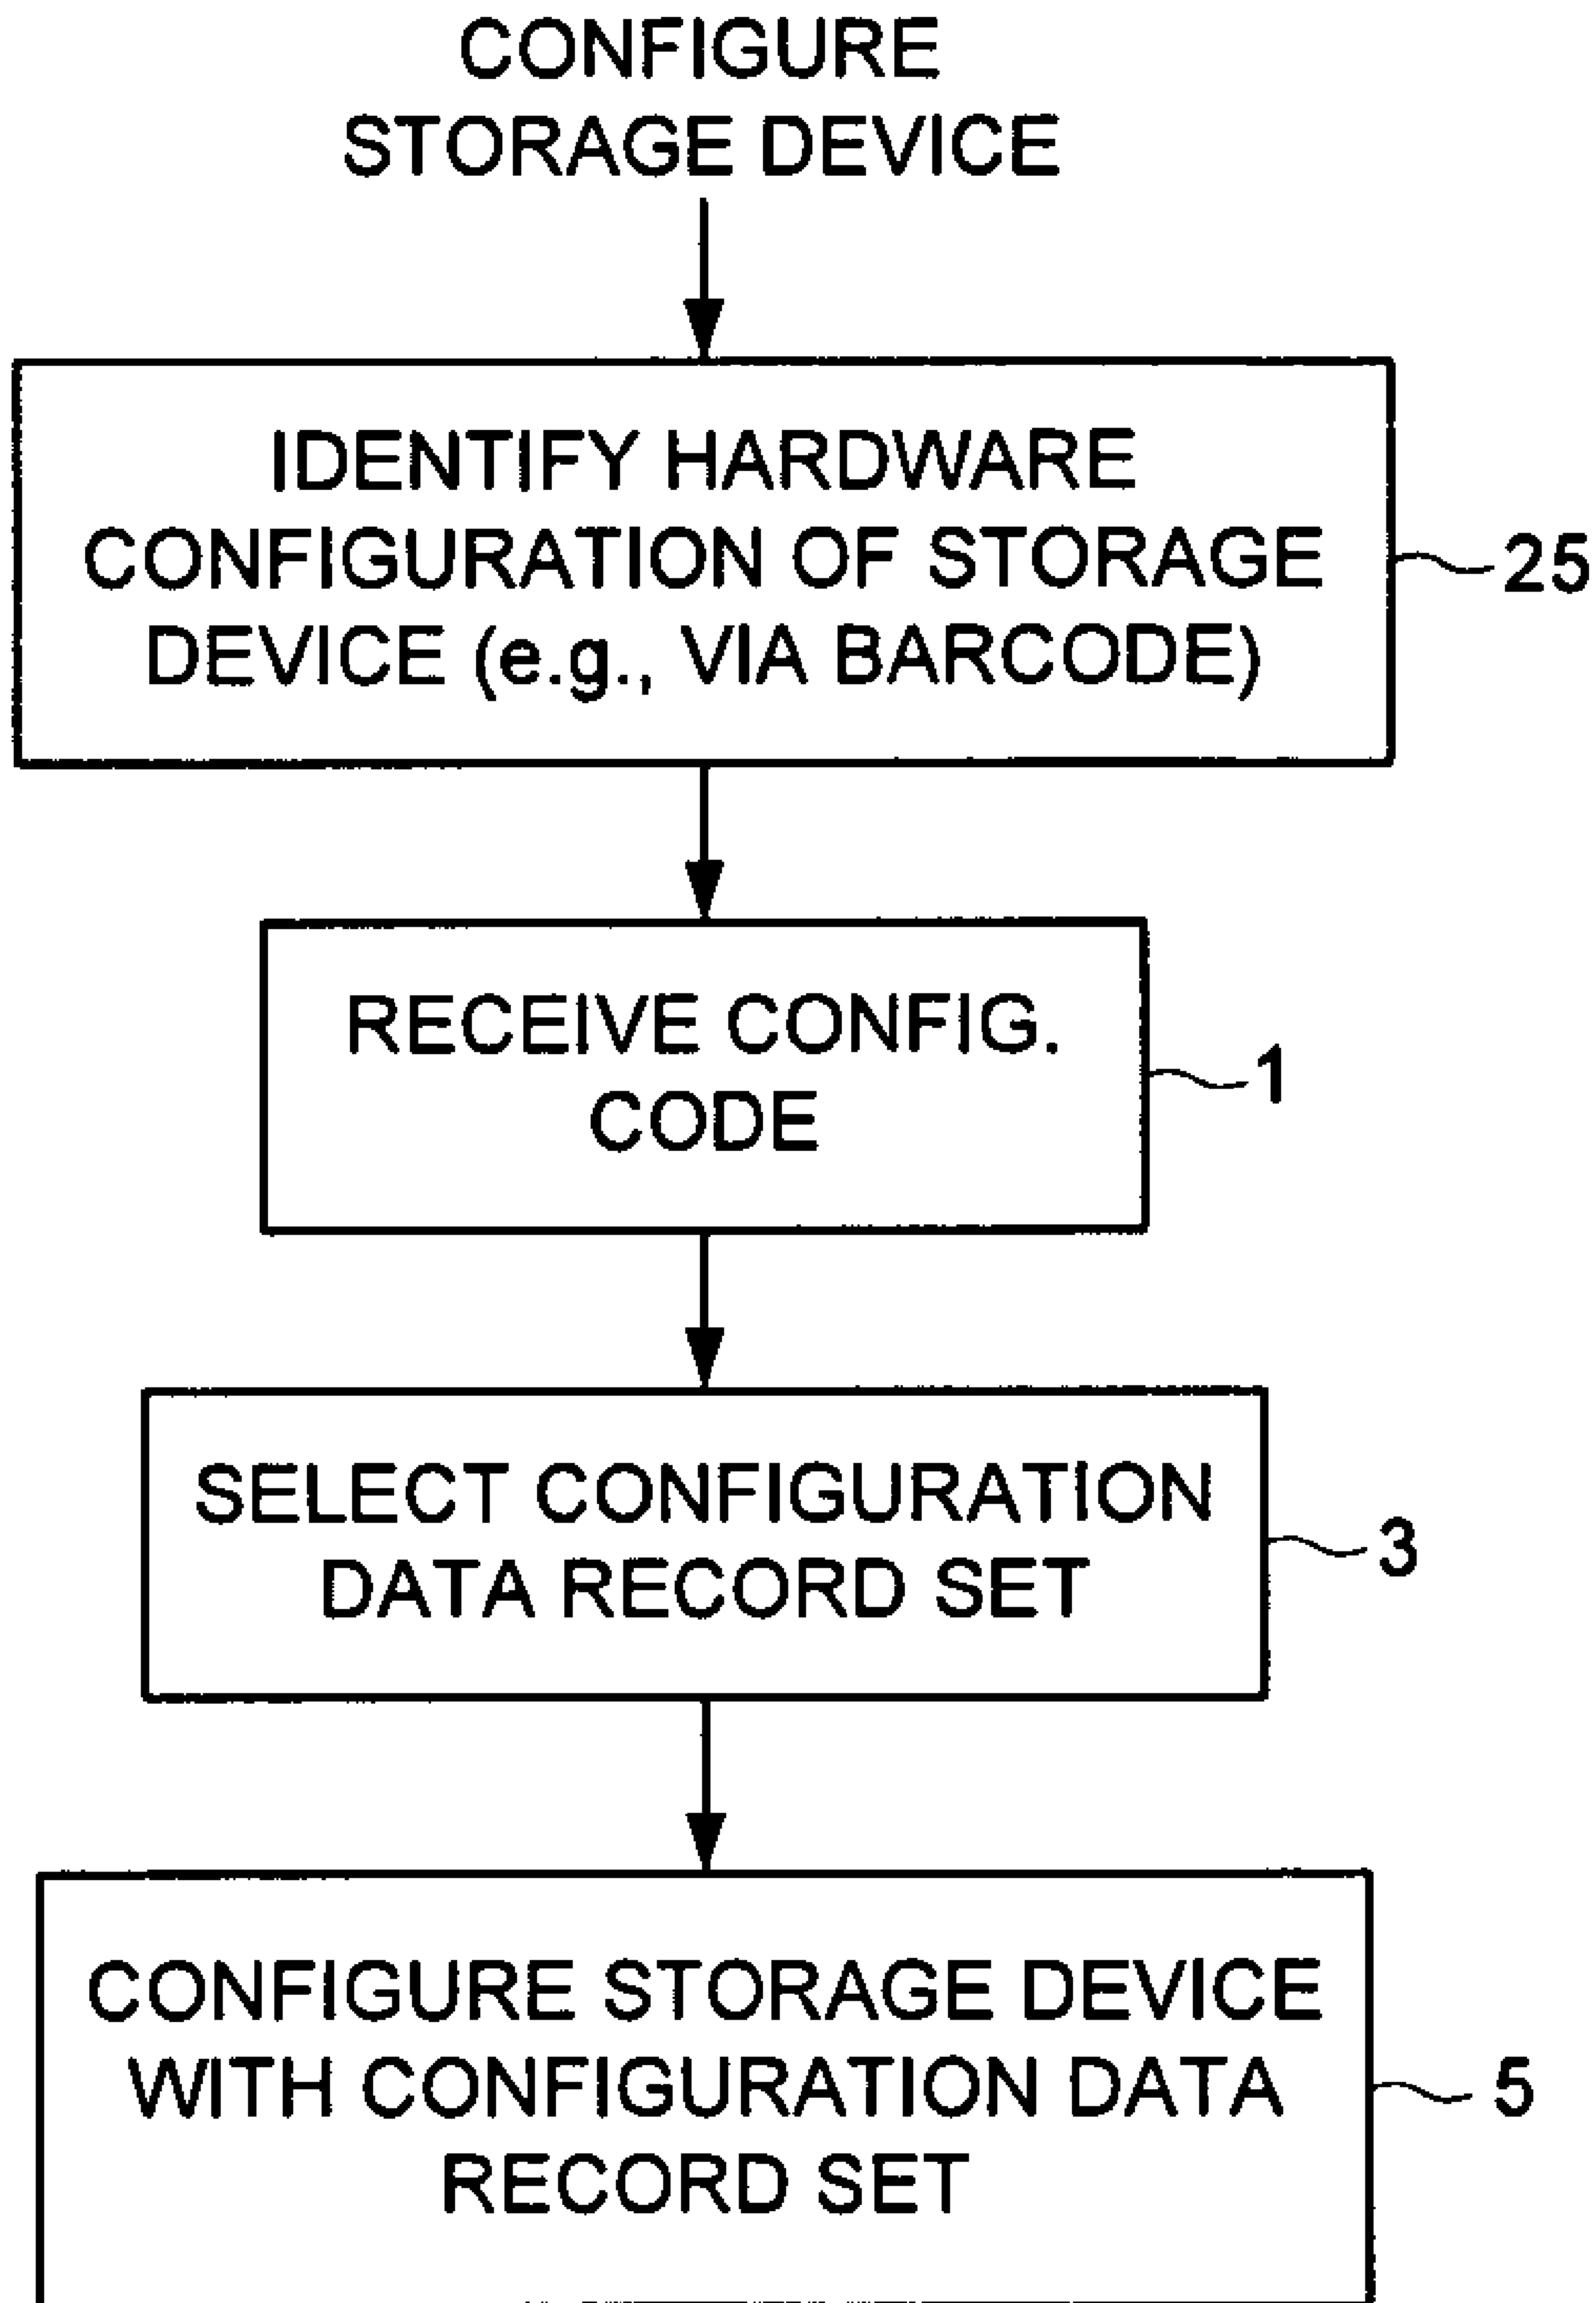 CONFIGURE
STORAGE DEVICE
IDENTIFY HARDWARE
CONFIGURATION OF STORAGE
DEVICE (e.g., VIA BARCODE)
25
RECEIVE CONFIG.
CODE
1
SELECT CONFIGURATION
DATA RECORD SET
3
CONFIGURE STORAGE DEVICE
WITH CONFIGURATION DATA
RECORD SET
5